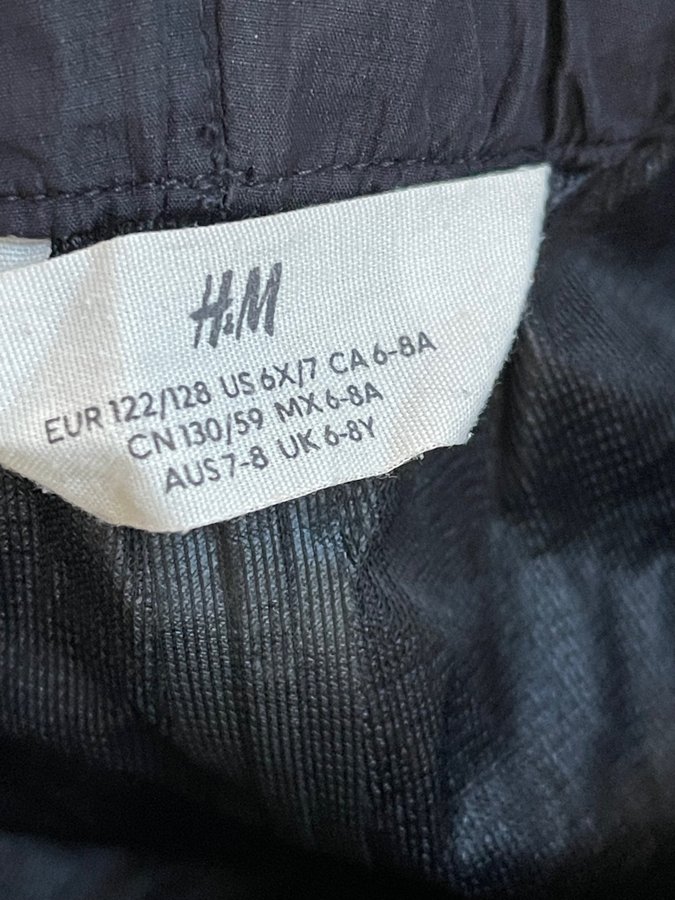 H&M
EUR 122/128 US 6X/7 CA 6-8A
CN 130/59 MX 6-8A
AUS 7-8 UK 6-8Y